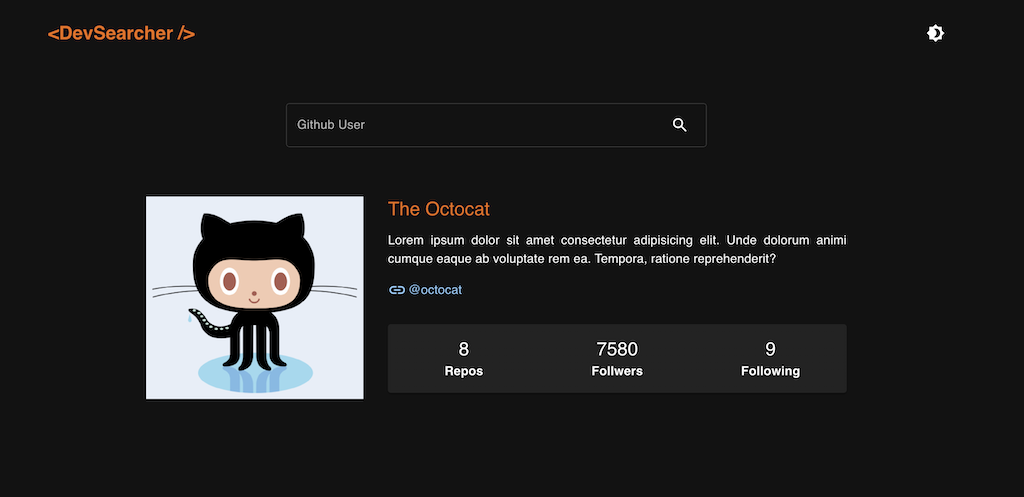 <DevSearcher />
Github User
The Octocat
Lorem ipsum dolor sit amet consectetur adipisicing elit. Unde dolorum animi
cumque eaque ab voluptate rem ea. Tempora, ratione reprehenderit?
@octocat
8 7580 9
Repos Follwers Following